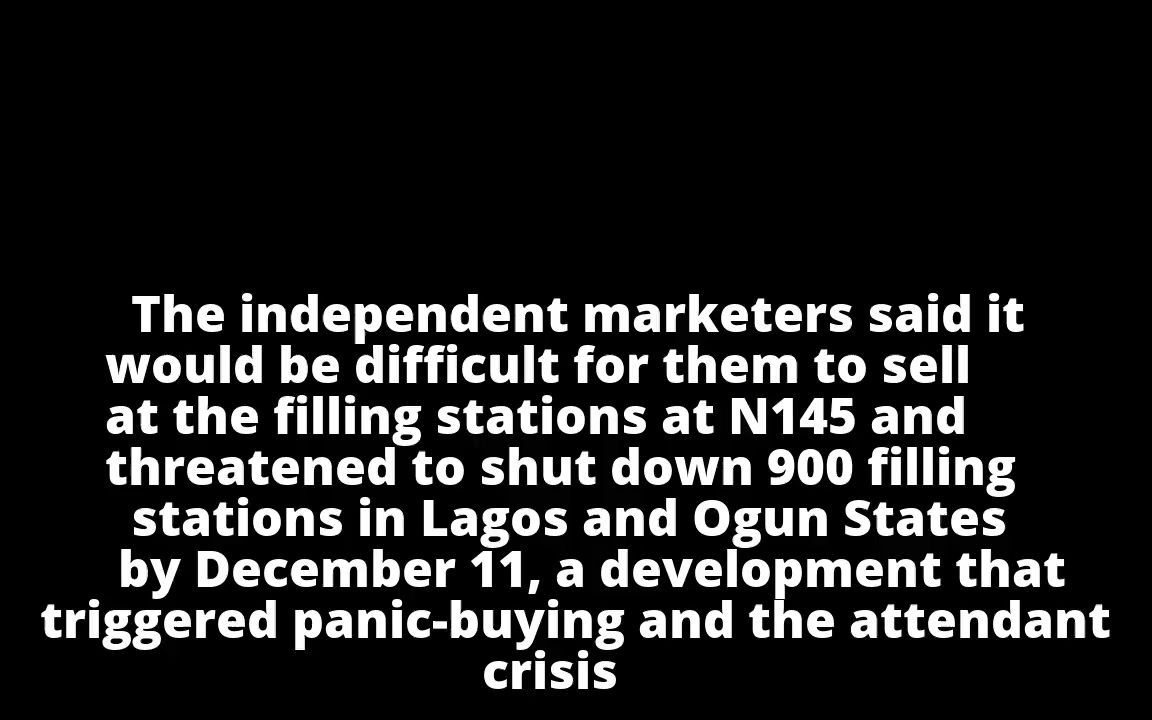 The independent marketers said it
would be difficult for them to sell
at the filling stations at N145 and
threatened to shut down 900 filling
stations in Lagos and Ogun States
by December 11, a development that
triggered panic-buying and the attendant
crisis